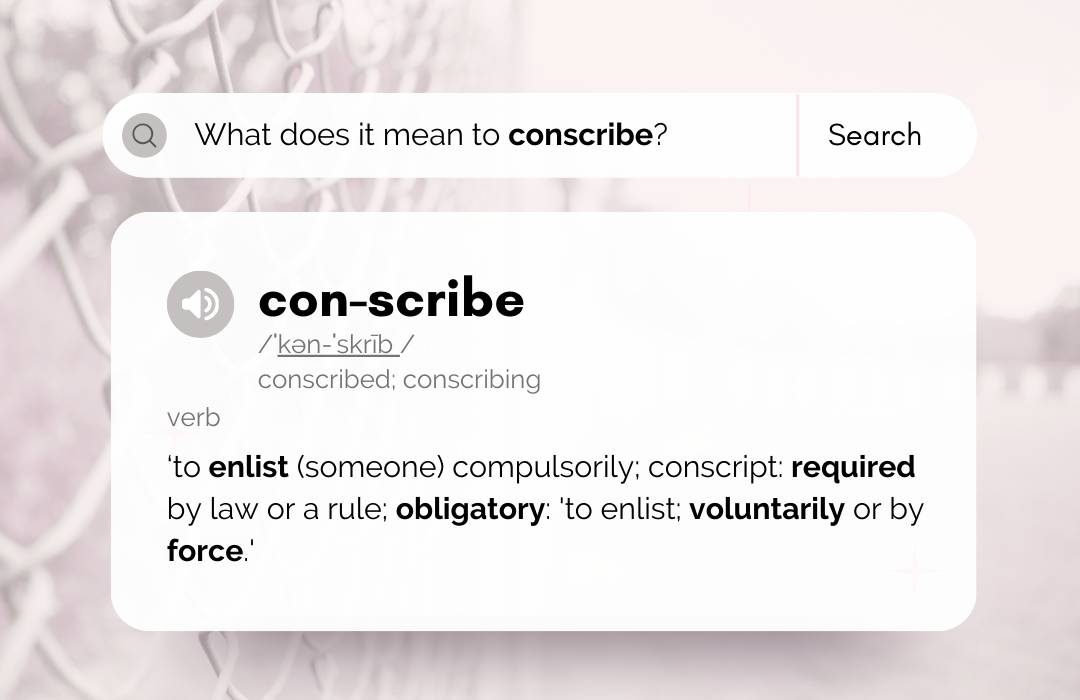 What does it mean to conscribe?
Search
con-scribe
/ˈkən-ˈskrīb /
conscribed; conscribing
verb
‘to enlist (someone) compulsorily; conscript: required
by law or a rule; obligatory: 'to enlist; voluntarily or by
force.'